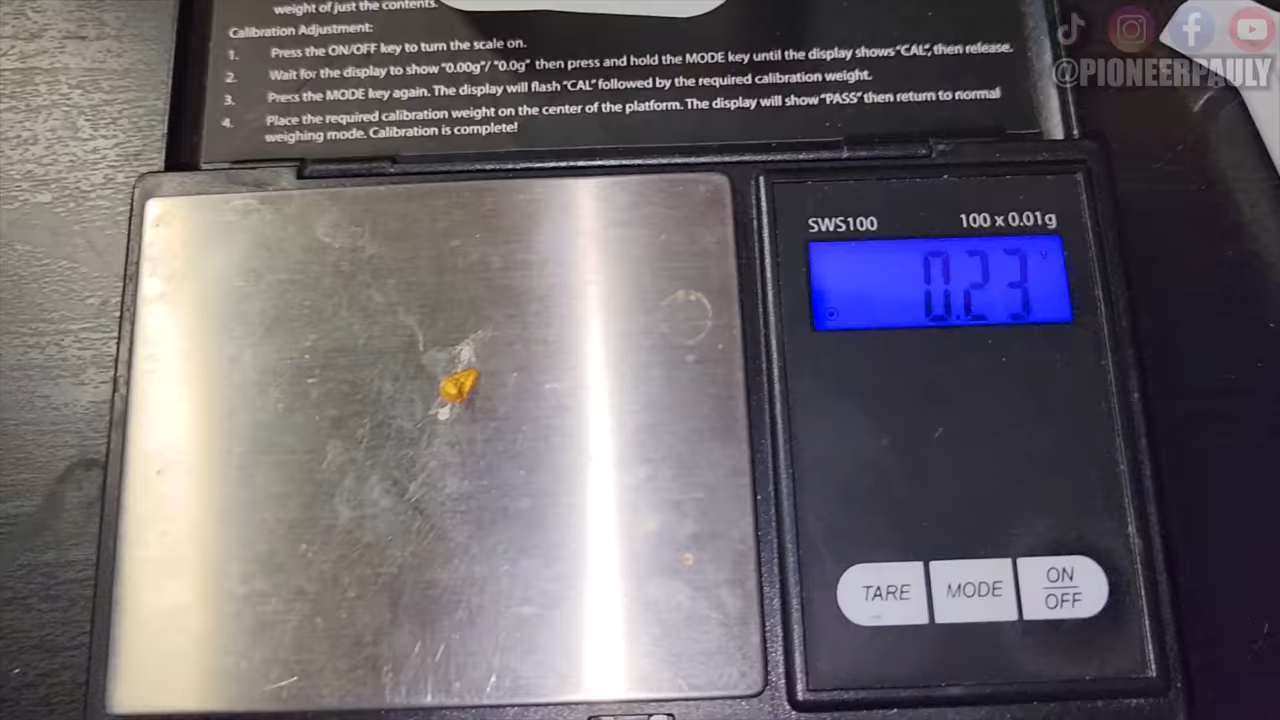 weight of just the contents.
Calibration Adjustment:
1. Press the ON/OFF key to turn the scale on.
2. Wait for the display to show "0.00g"/ "0.0g" then press and hold the MODE key until the display shows "CAL", then release.
3. Press the MODE key again. The display will flash "CAL" followed by the required calibration weight.
4. Place the required calibration weight on the center of the platform. The display will show "PASS" then return to normal
weighing mode. Calibration is complete!
@PIONEERPAULY
SWS100 100 x 0.01g
0.23
TARE MODE ON
OFF